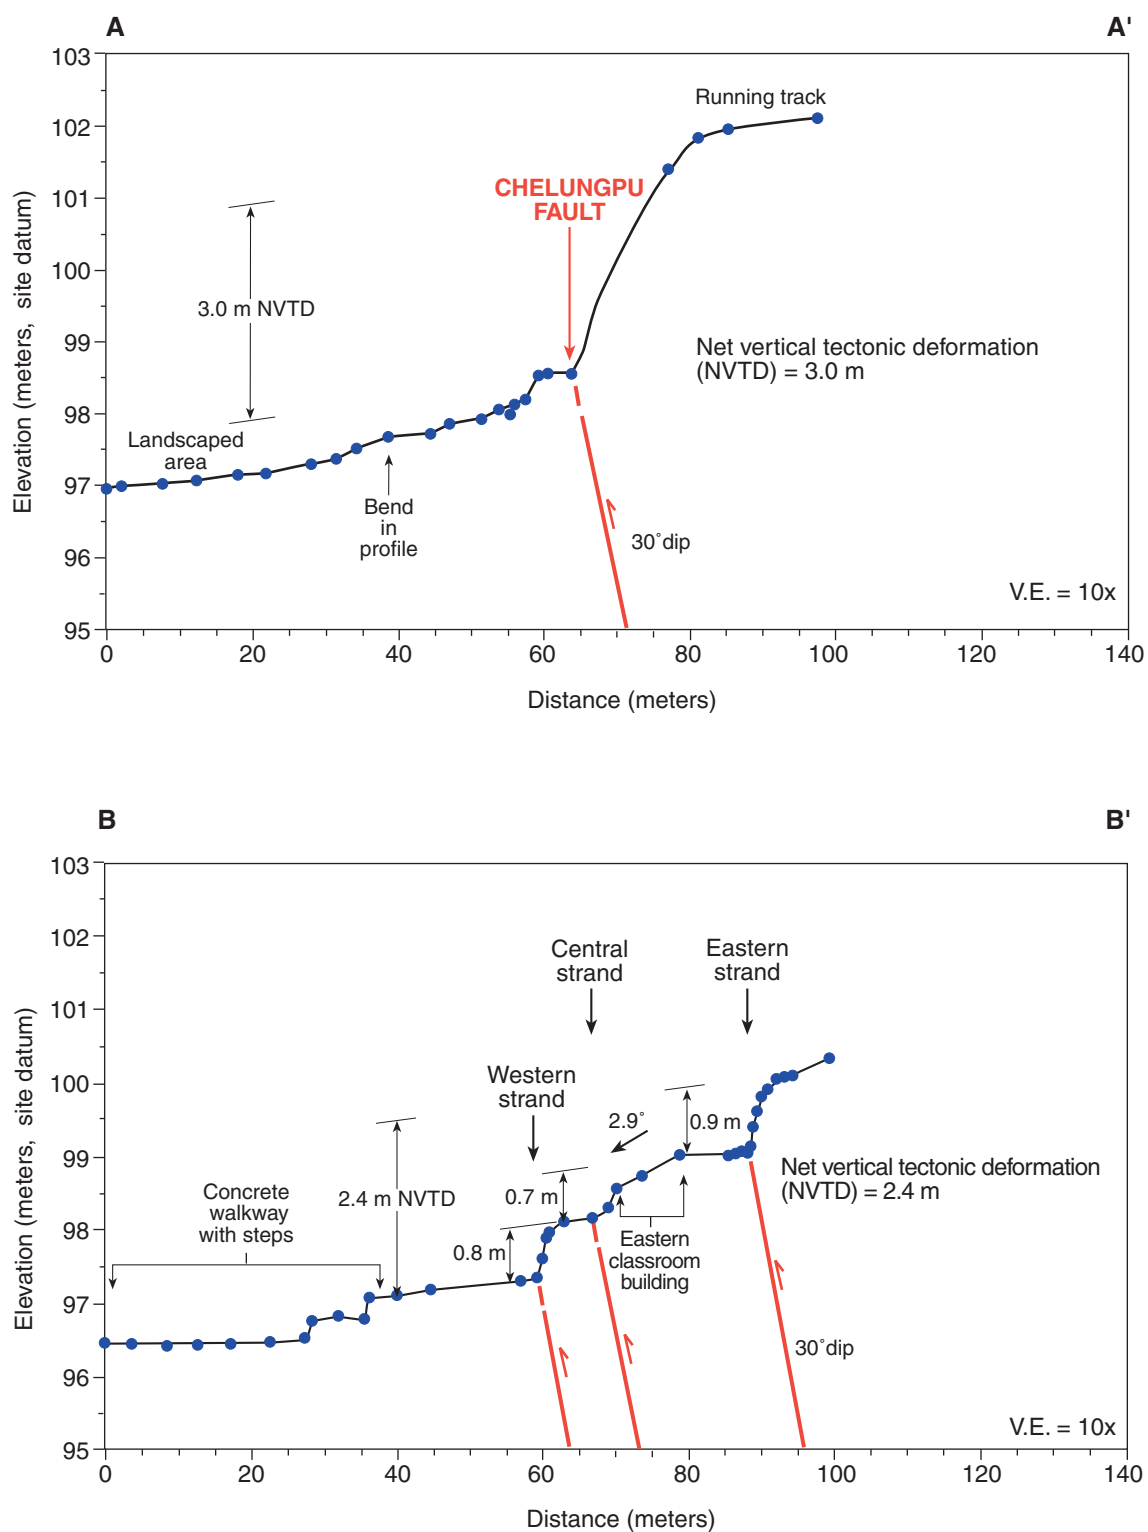 A A'
103
102
101
100
99
98
97
96
95
Elevation (meters, site datum)
Running track
CHELUNGPU
FAULT
3.0 m NVTD
Net vertical tectonic deformation
(NVTD) = 3.0 m
Landscaped
area
Bend
in
profile
30˚dip
V.E. = 10x
0 20 40 60 80 100 120 140
Distance (meters)
B B'
103
102
101
100
99
98
97
96
95
Elevation (meters, site datum)
Central
strand
Eastern
strand
Western
strand
2.9˚
0.9 m
Net vertical tectonic deformation
(NVTD) = 2.4 m
Concrete
walkway
with steps
2.4 m NVTD
0.7 m
0.8 m
Eastern
classroom
building
30˚dip
V.E. = 10x
0 20 40 60 80 100 120 140
Distance (meters)